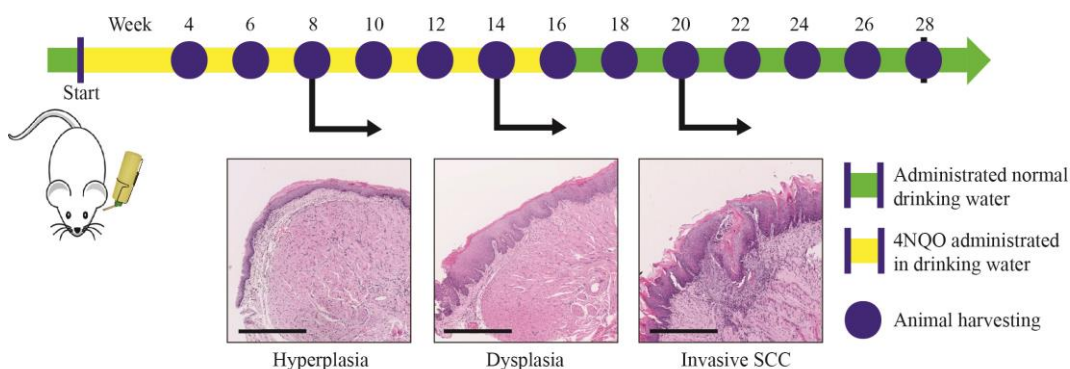 Week 4 6 8 10 12 14 16 18 20 22 24 26 28
Start
Hyperplasia
Dysplasia
Invasive SCC
Administrated normal
drinking water
4NQO administrated
in drinking water
Animal harvesting